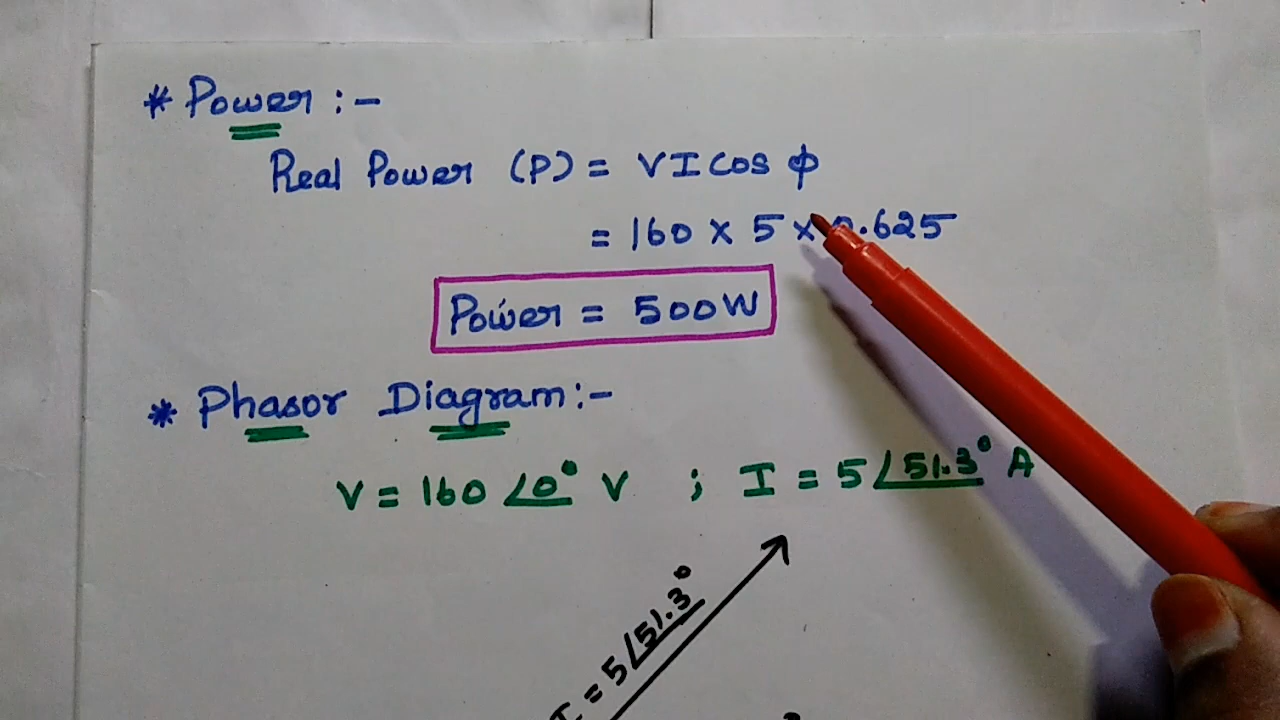 * Power :-
Real Power (P) = VI cos φ
= 160 × 5 × 0.625
Power = 500W
* Phasor Diagram:-
V = 160 ∠0° V ; I = 5 ∠51.3° A
I = 5 ∠51.3°